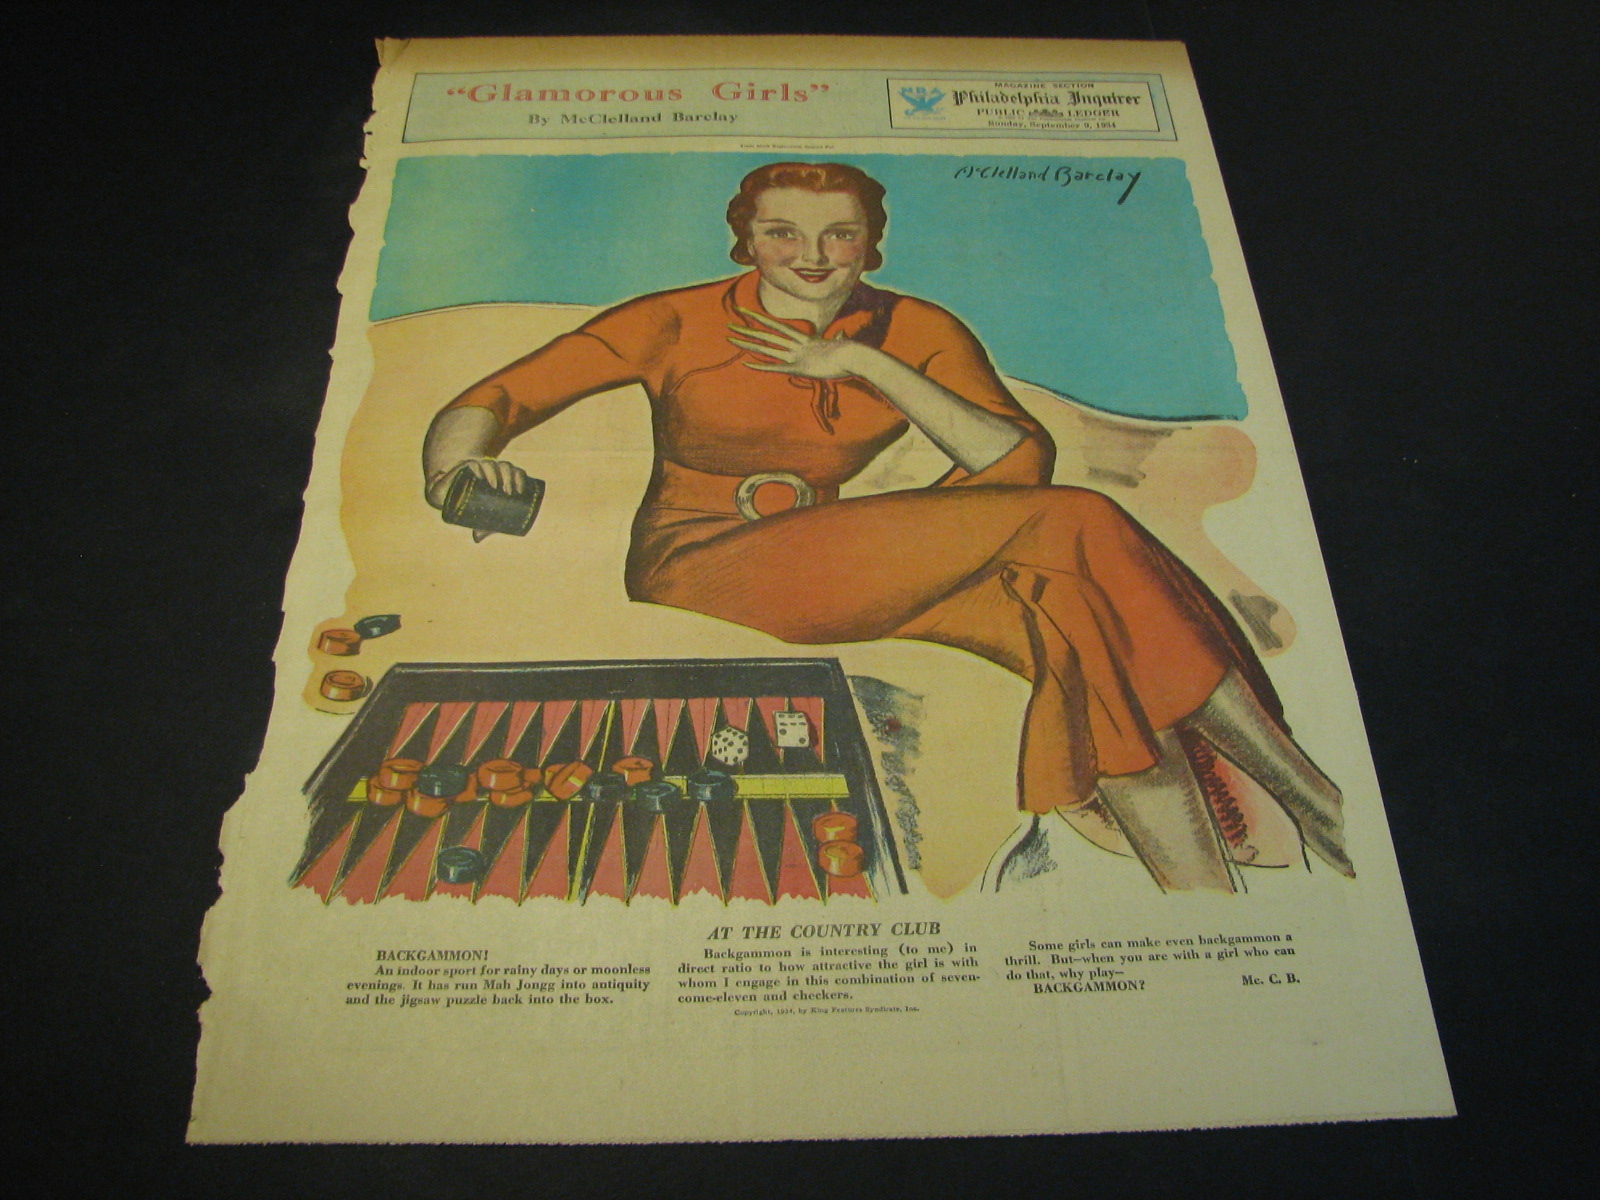 "Glamorous Girls"
By McClelland Barclay
NRA
MAGAZINE SECTION
Philadelphia Inquirer
PUBLIC LEDGER
Sunday, September 9, 1934
McClelland Barclay
AT THE COUNTRY CLUB
BACKGAMMON!
An indoor sport for rainy days or moonless
evenings. It has run Mah Jongg into antiquity
and the jigsaw puzzle back into the box.
Backgammon is interesting (to me) in
direct ratio to how attractive the girl is with
whom I engage in this combination of seven-
come-eleven and checkers.
Some girls can make even backgammon a
thrill. But—when you are with a girl who can
do that, why play—
BACKGAMMON?
Mc. C. B.
Copyright, 1934, by King Features Syndicate, Inc.